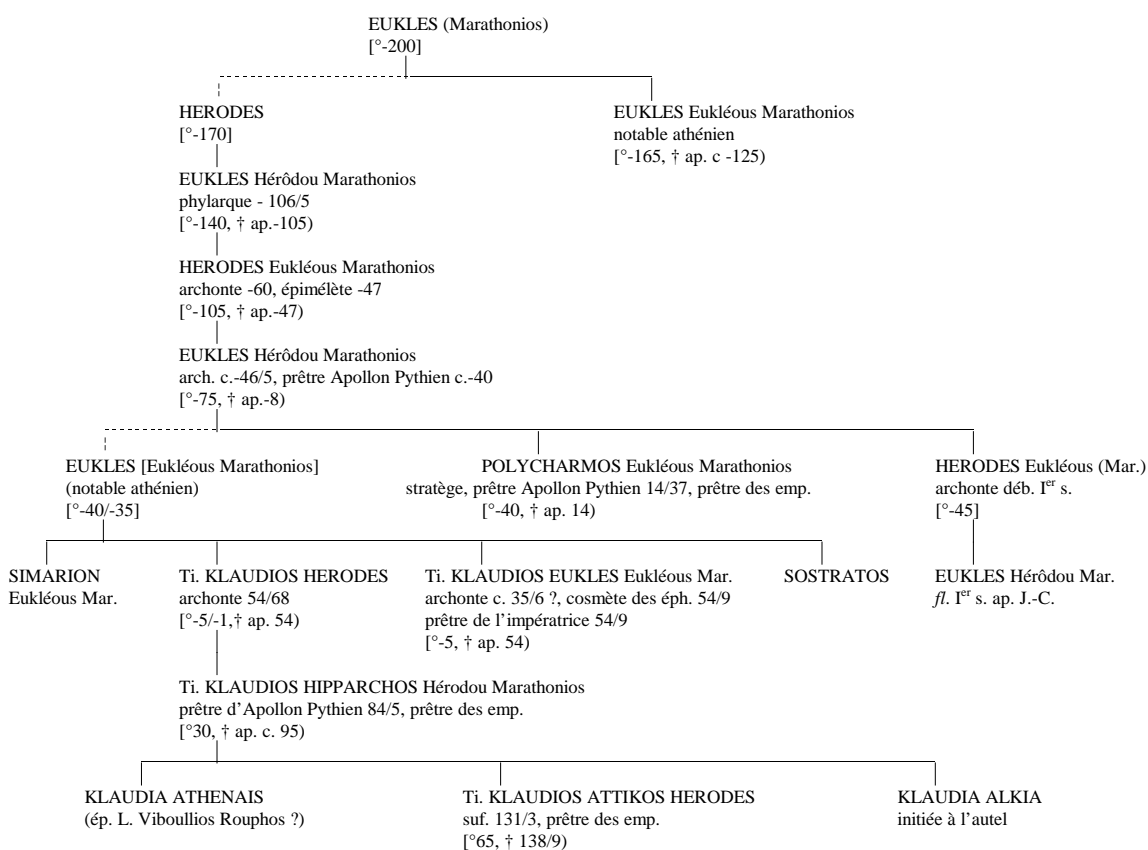 EUKLES (Marathonios)
[°-200]
HERODES
[°-170]
EUKLES Eukléous Marathonios
notable athénien
[°-165, † ap. c -125)
EUKLES Hérôdou Marathonios
phylarque - 106/5
[°-140, † ap.-105)
HERODES Eukléous Marathonios
archonte -60, épimélète -47
[°-105, † ap.-47)
EUKLES Hérôdou Marathonios
arch. c.-46/5, prêtre Apollon Pythien c.-40
[°-75, † ap.-8)
EUKLES [Eukléous Marathonios]
(notable athénien)
[°-40/-35]
POLYCHARMOS Eukléous Marathonios
stratège, prêtre Apollon Pythien 14/37, prêtre des emp.
[°-40, † ap. 14)
HERODES Eukléous (Mar.)
archonte déb. Ier s.
[°-45]
SIMARION
Eukléous Mar.
Ti. KLAUDIOS HERODES
archonte 54/68
[°-5/-1,† ap. 54)
Ti. KLAUDIOS EUKLES Eukléous Mar.
archonte c. 35/6 ?, cosmète des éph. 54/9
prêtre de l'impératrice 54/9
[°-5, † ap. 54)
SOSTRATOS
EUKLES Hérôdou Mar.
fl. Ier s. ap. J.-C.
Ti. KLAUDIOS HIPPARCHOS Hérodou Marathonios
prêtre d'Apollon Pythien 84/5, prêtre des emp.
[°30, † ap. c. 95)
KLAUDIA ATHENAIS
(ép. L. Viboullios Rouphos ?)
Ti. KLAUDIOS ATTIKOS HERODES
suf. 131/3, prêtre des emp.
[°65, † 138/9)
KLAUDIA ALKIA
initiée à l'autel